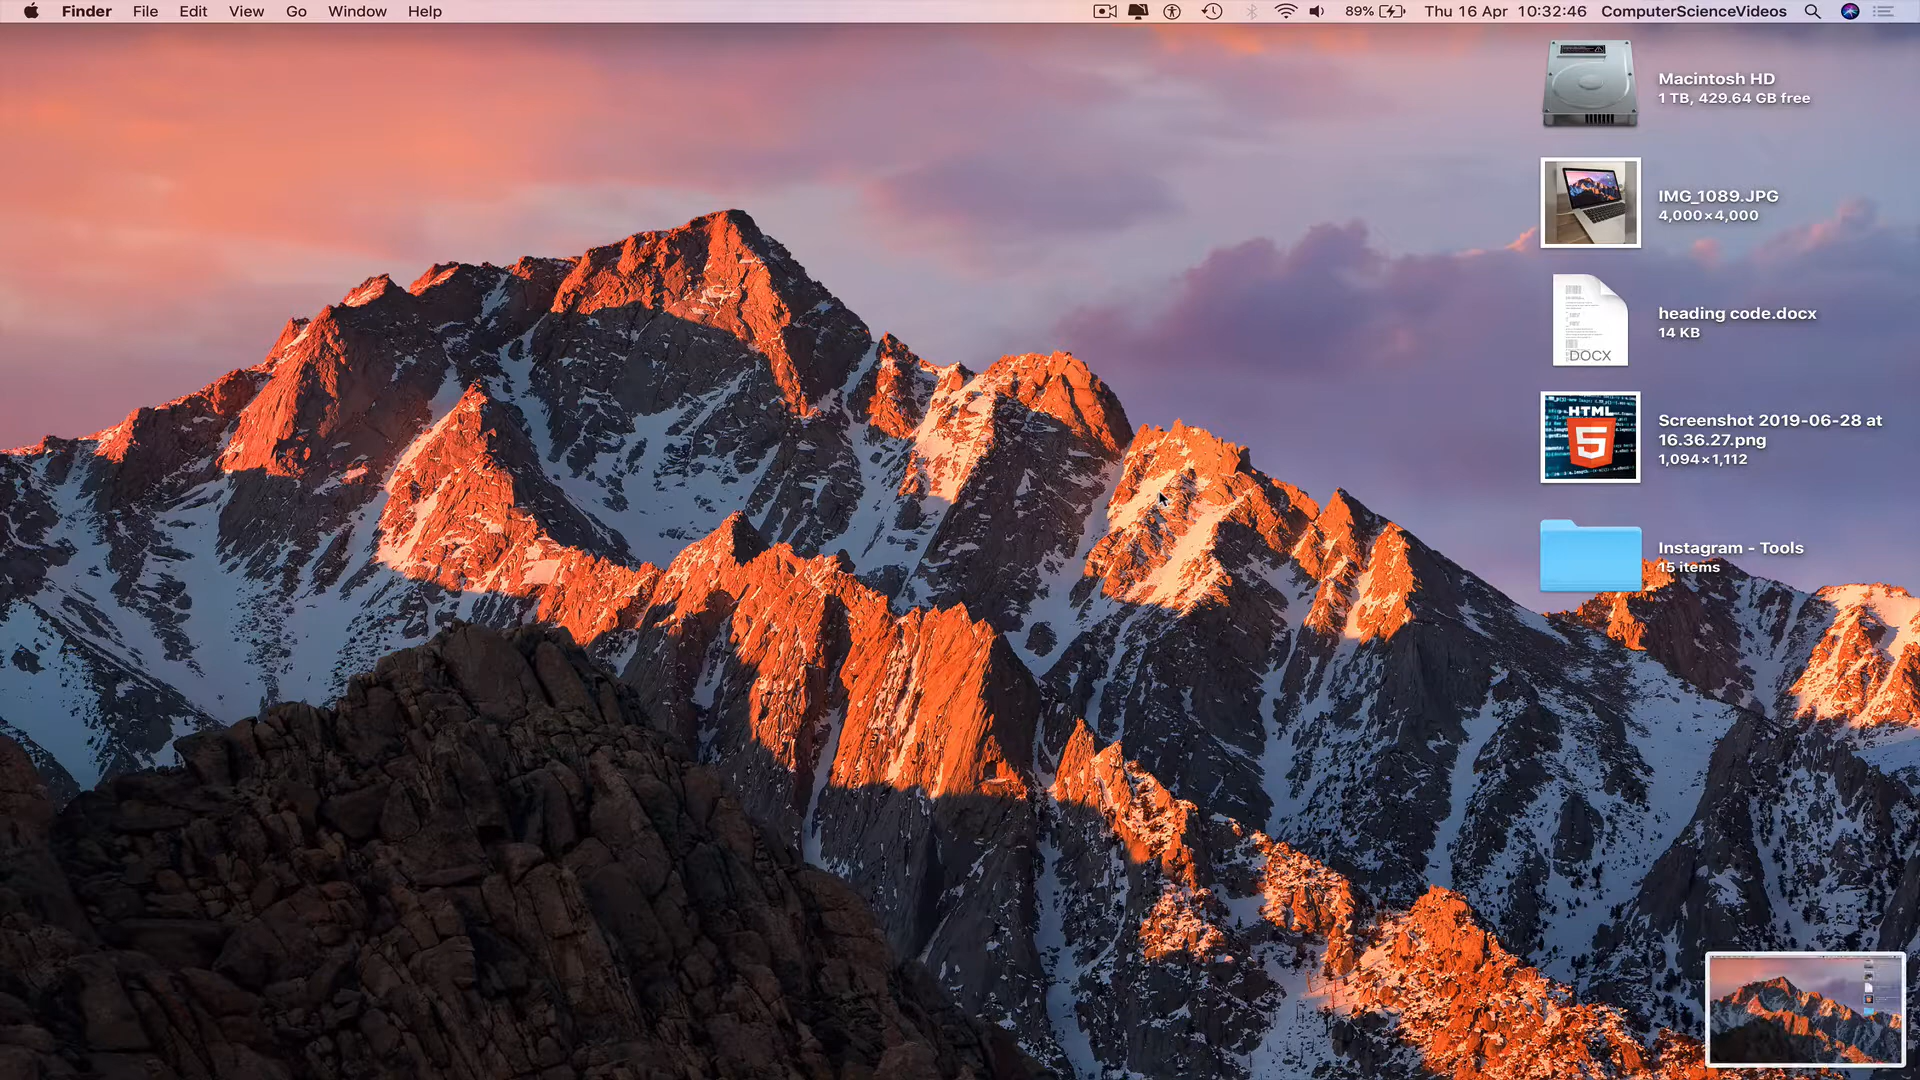 Finder File Edit View Go Window Help 89% Thu 16 Apr 10:32:46 ComputerScienceVideos
Macintosh HD
1 TB, 429.64 GB free
IMG_1089.JPG
4,000×4,000
DOCX
heading code.docx
14 KB
HTML
5
Screenshot 2019-06-28 at
16.36.27.png
1,094×1,112
Instagram - Tools
15 items